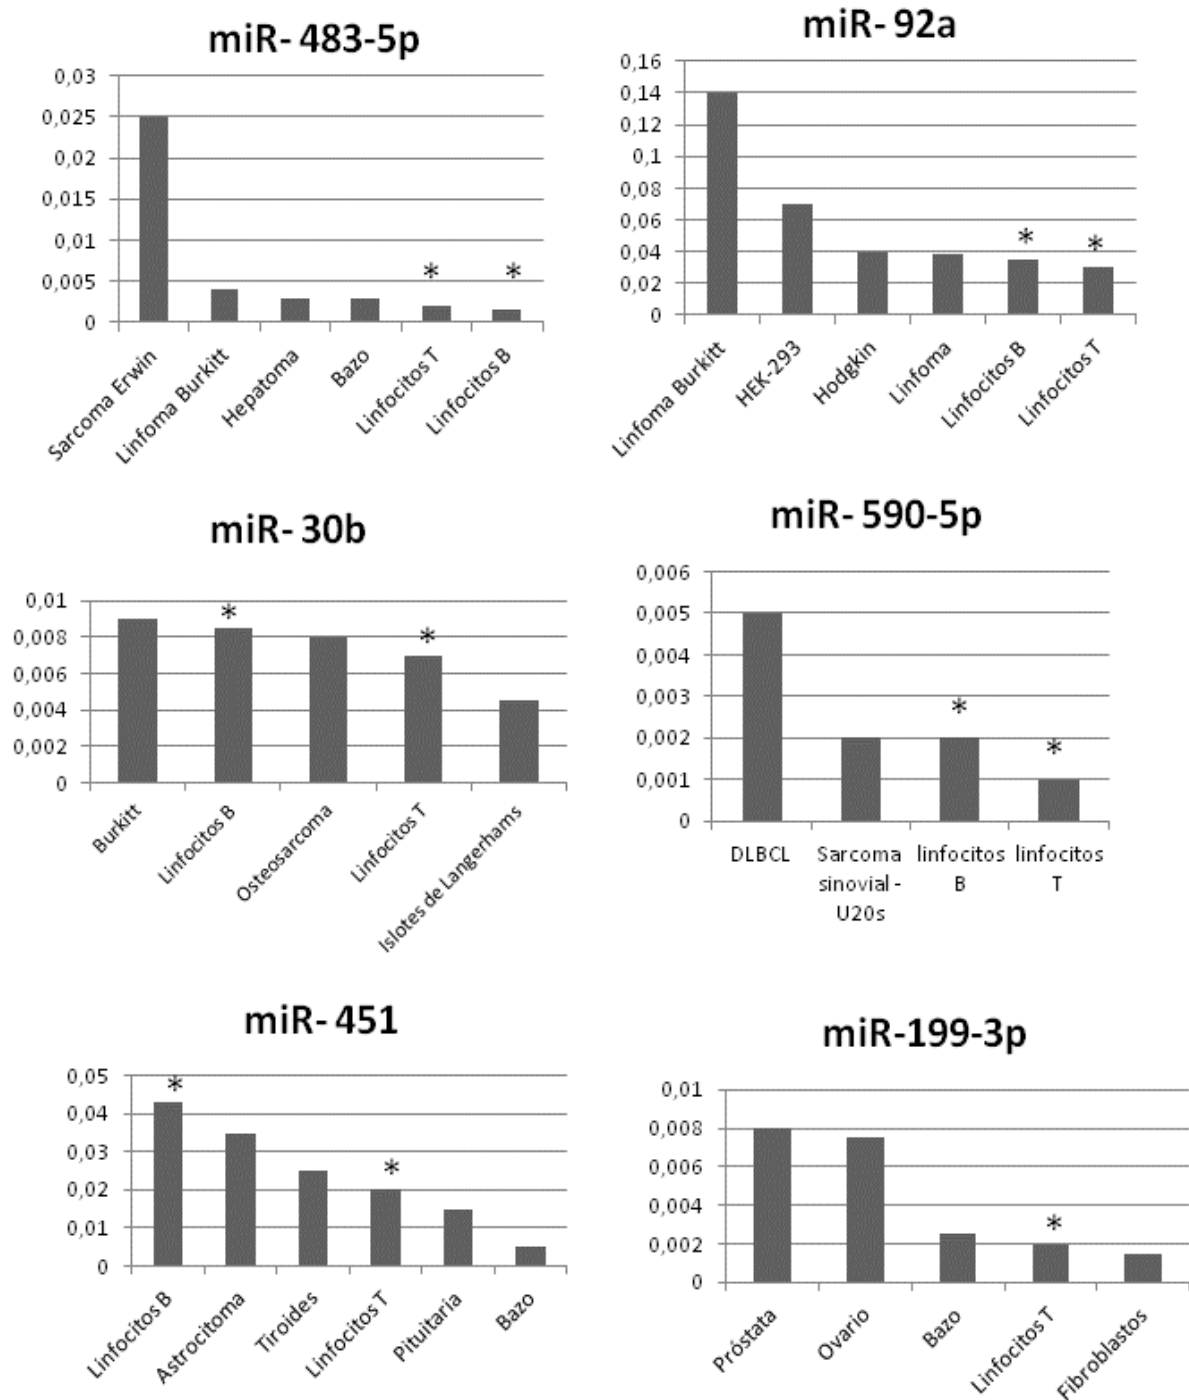 miR- 483-5p
0,03
0,025
0,02
0,015
0,01
0,005
0
*
*
Sarcoma Erwin
Linfoma Burkitt
Hepatoma
Bazo
Linfocitos T
Linfocitos B
miR- 92a
0,16
0,14
0,12
0,1
0,08
0,06
0,04
0,02
0
*
*
Linfoma Burkitt
HEK-293
Hodgkin
Linfoma
Linfocitos B
Linfocitos T
miR- 30b
0,01
0,008
0,006
0,004
0,002
0
*
*
Burkitt
Linfocitos B
Osteosarcoma
Linfocitos T
Islotes de Langerhams
miR- 590-5p
0,006
0,005
0,004
0,003
0,002
0,001
0
*
*
DLBCL
Sarcoma
sinovial -
U20s
linfocitos
B
linfocitos
T
miR- 451
0,05
0,04
0,03
0,02
0,01
0
*
*
Linfocitos B
Astrocitoma
Tiroides
Linfocitos T
Pituitaria
Bazo
miR-199-3p
0,01
0,008
0,006
0,004
0,002
0
*
Próstata
Ovario
Bazo
Linfocitos T
Fibroblastos